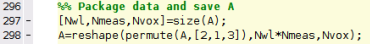 296 %% Package data and save A
297 - [Nwl,Nmeas,Nvox]=size(A);
298 - A=reshape(permute(A,[2,1,3]),Nwl*Nmeas,Nvox);